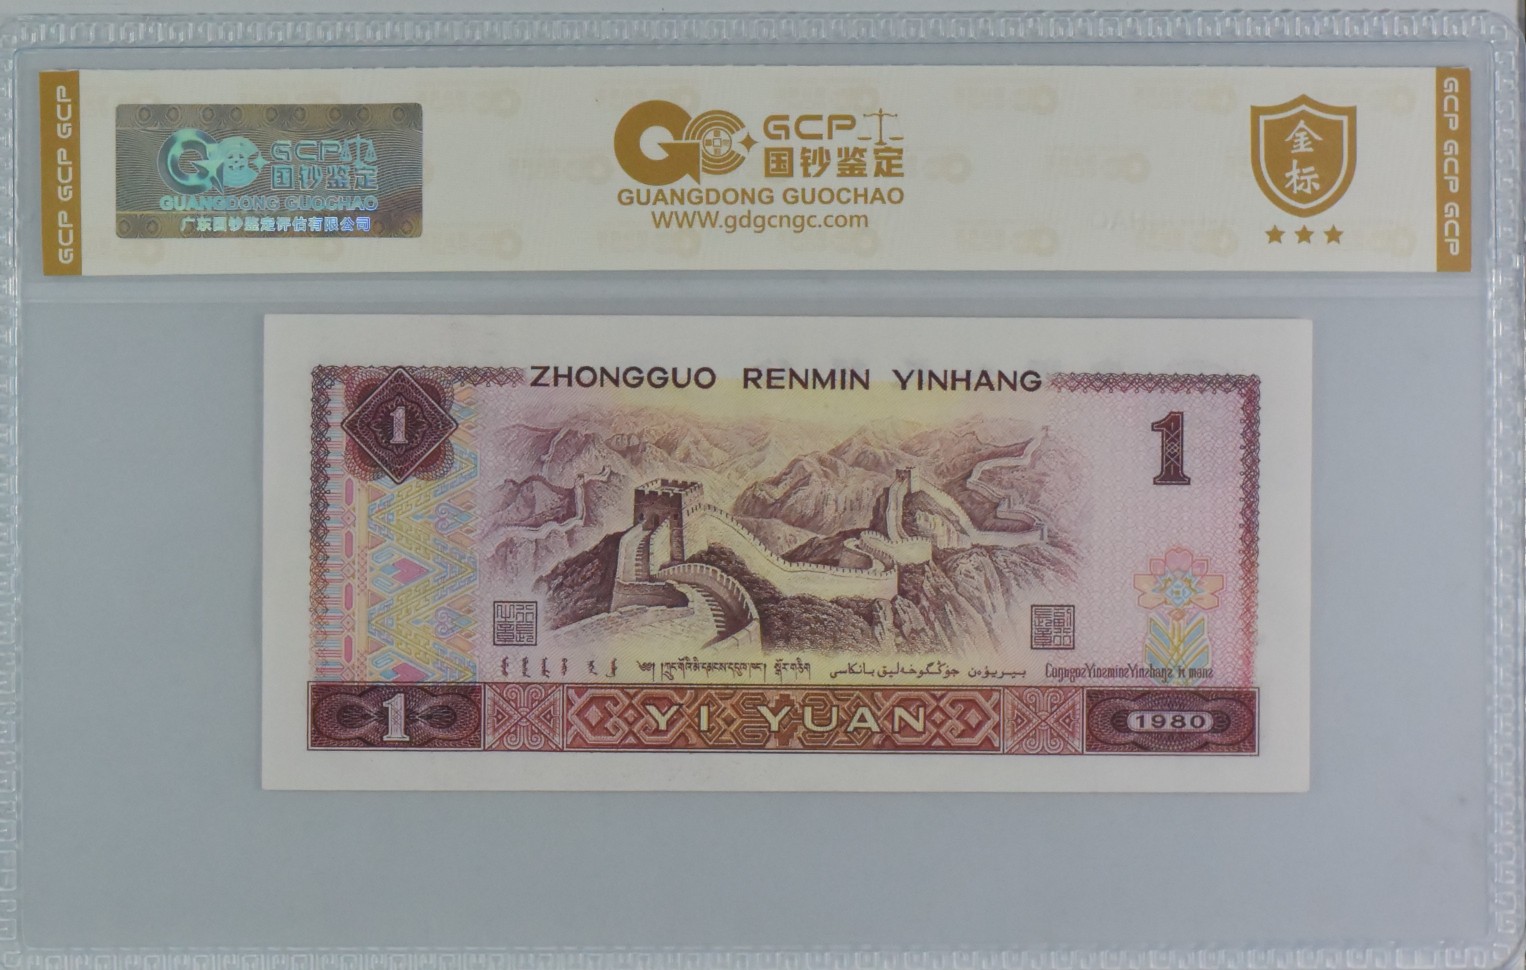 GCP GCP GCP
GCP 国钞鉴定
GUANGDONG GUOCHAO
广东国钞鉴定评估有限公司
GCP
国钞鉴定
GUANGDONG GUOCHAO
WWW.gdgcngc.com
金标
GCP GCP GCP
ZHONGGUO RENMIN YINHANG
1
1
1
YI YUAN
1980